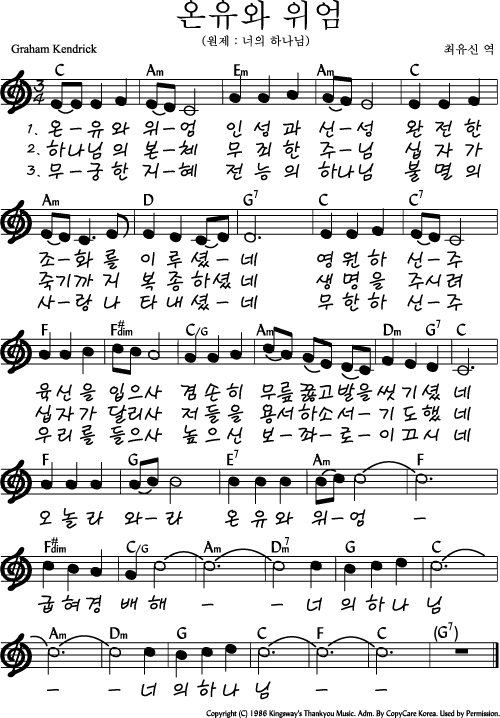 온유와 위엄
(원제 : 너의 하나님)
Graham Kendrick 최유신 역
C Am Em Am C
3/4
1. 온-유와 위-엄 인성과 신-성 완전한
2. 하나님의 본-체 무죄한 주-님 십자가
3. 무-궁한 지-혜 전능의 하나님 불멸의
Am D G7 C C7
조-화를 이루셨-네 영원하신-주
죽기까지 복종하셨네 생명을 주시려
사-랑나타내셨-네 무한하신-주
F F#dim C/G Am Dm G7 C
육신을 입으사 겸손히 무릎꿇고발을씻기셨네
십자가 달리사 저들을 용서하소서-기도했네
우리를 들으사 높으신 보-좌-로-이끄시네
F G E7 Am F
오놀라와-라 온유와 위-엄 -
F#dim C/G Am Dm7 G C
굽혀경배해 - - 너의하나님
Am Dm G C F C (G7)
- - 너의하나님 - -
Copyright (C) 1986 Kingsway's Thankyou Music. Adm. By CopyCare Korea. Used by Permission.